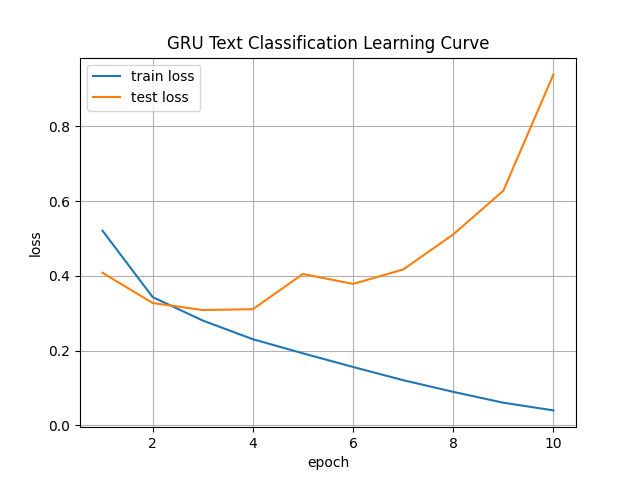 GRU Text Classification Learning Curve
train loss
test loss
loss
0.8
0.6
0.4
0.2
0.0
2 4 6 8 10
epoch